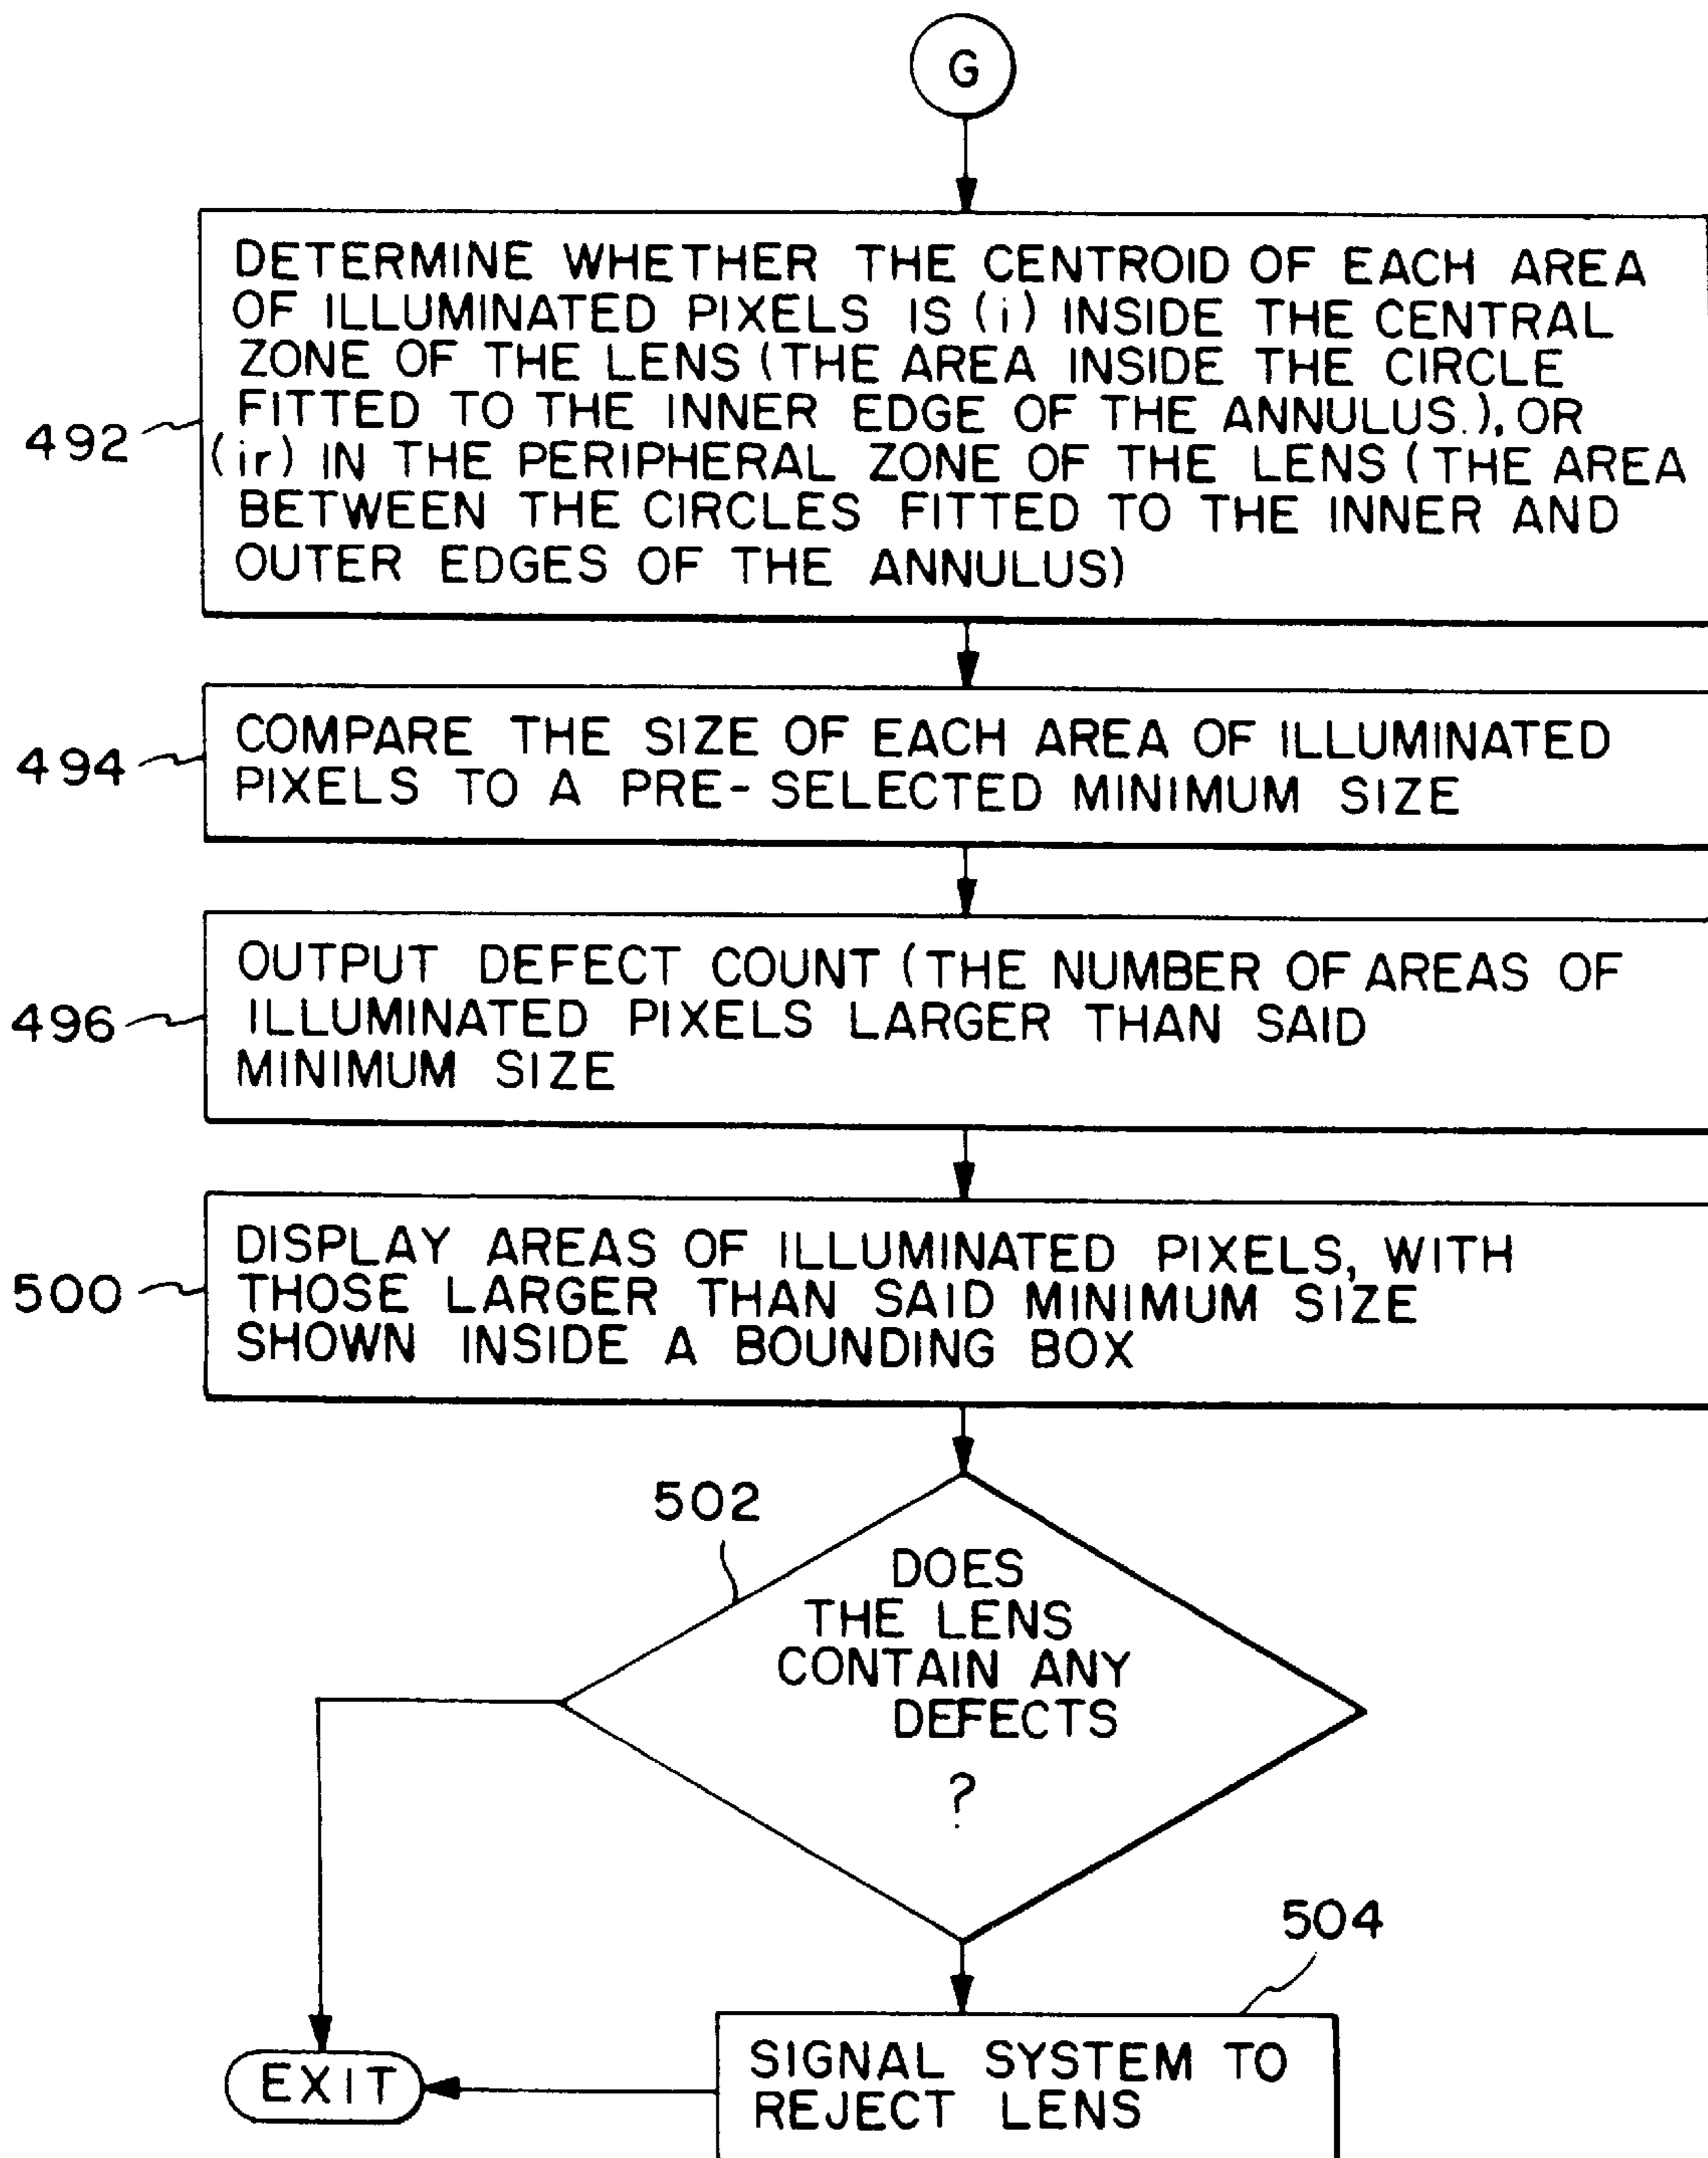 G
DETERMINE WHETHER THE CENTROID OF EACH AREA
OF ILLUMINATED PIXELS IS (i) INSIDE THE CENTRAL
ZONE OF THE LENS (THE AREA INSIDE THE CIRCLE
FITTED TO THE INNER EDGE OF THE ANNULUS.), OR
(ir) IN THE PERIPHERAL ZONE OF THE LENS (THE AREA
BETWEEN THE CIRCLES FITTED TO THE INNER AND
OUTER EDGES OF THE ANNULUS)
492
COMPARE THE SIZE OF EACH AREA OF ILLUMINATED
PIXELS TO A PRE-SELECTED MINIMUM SIZE
494
OUTPUT DEFECT COUNT (THE NUMBER OF AREAS OF
ILLUMINATED PIXELS LARGER THAN SAID
MINIMUM SIZE
496
DISPLAY AREAS OF ILLUMINATED PIXELS, WITH
THOSE LARGER THAN SAID MINIMUM SIZE
SHOWN INSIDE A BOUNDING BOX
500
502
DOES
THE LENS
CONTAIN ANY
DEFECTS
?
504
SIGNAL SYSTEM TO
REJECT LENS
EXIT